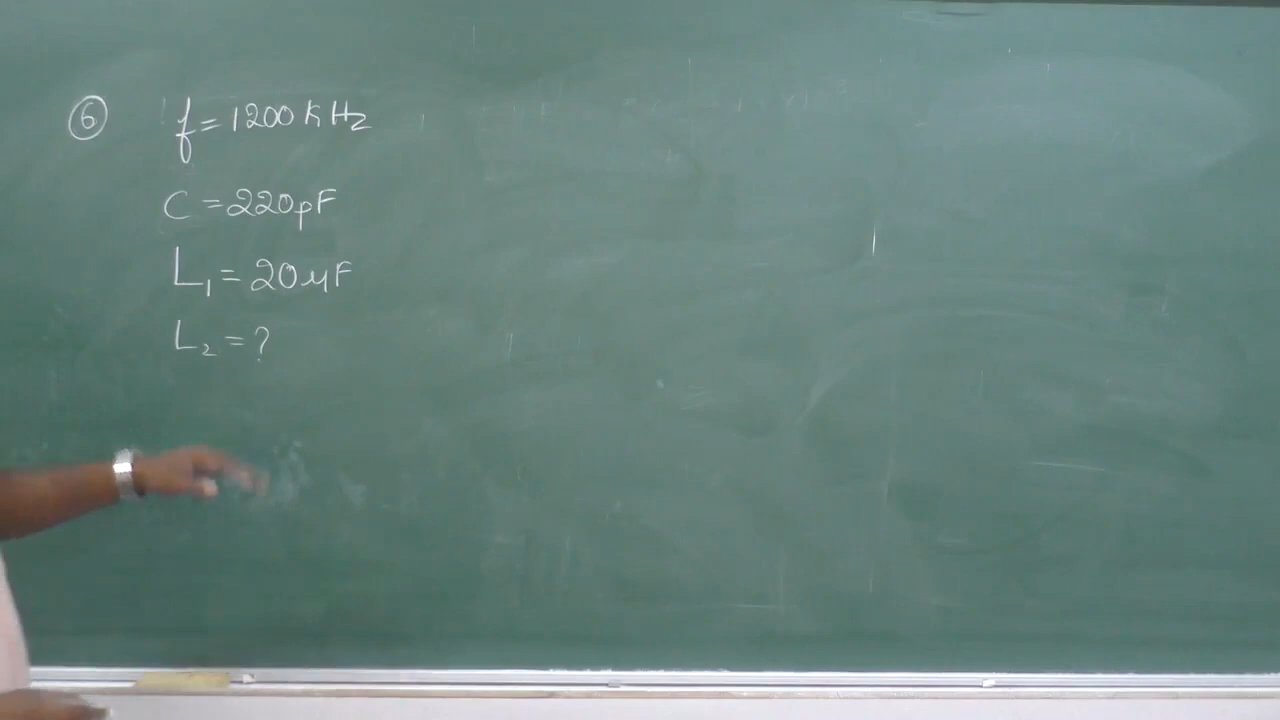 6 f = 1200 KHz
C = 220pF
L₁ = 20μF
L₂ = ?